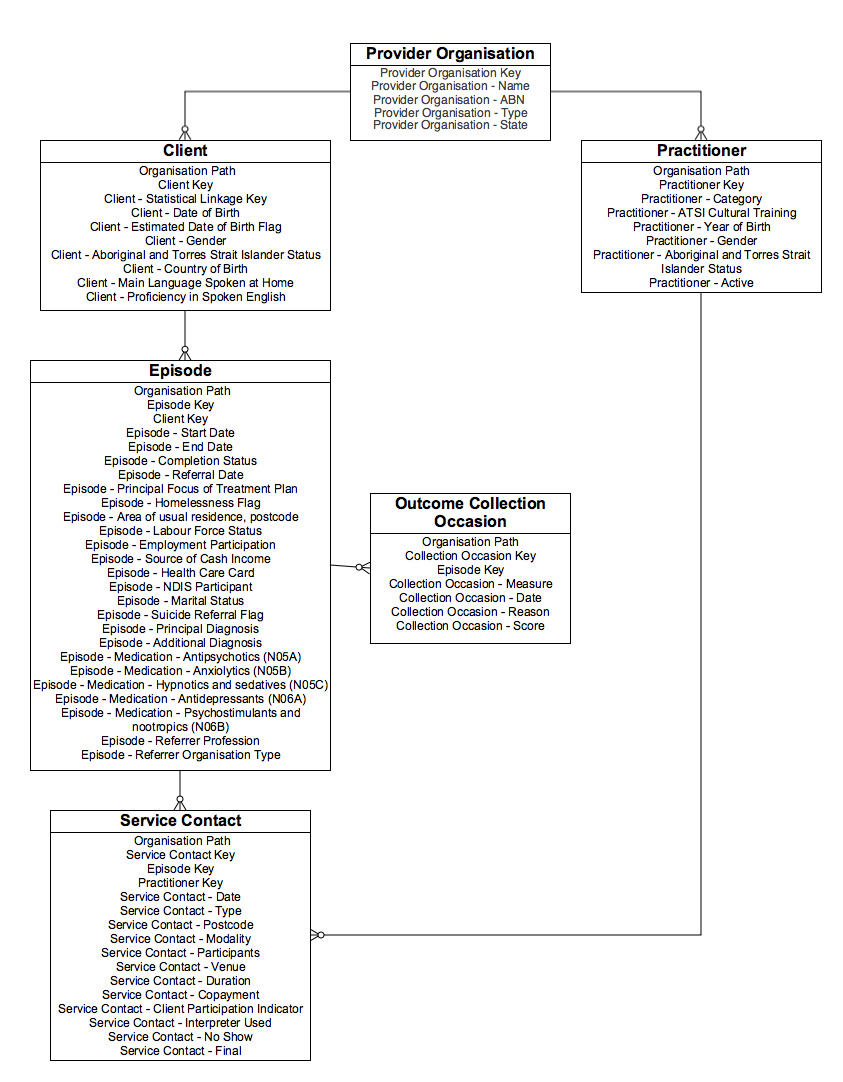 Provider Organisation
Provider Organisation Key
Provider Organisation - Name
Provider Organisation - ABN
Provider Organisation - Type
Provider Organisation - State
Client
Organisation Path
Client Key
Client - Statistical Linkage Key
Client - Date of Birth
Client - Estimated Date of Birth Flag
Client - Gender
Client - Aboriginal and Torres Strait Islander Status
Client - Country of Birth
Client - Main Language Spoken at Home
Client - Proficiency in Spoken English
Practitioner
Organisation Path
Practitioner Key
Practitioner - Category
Practitioner - ATSI Cultural Training
Practitioner - Year of Birth
Practitioner - Gender
Practitioner - Aboriginal and Torres Strait
Islander Status
Practitioner - Active
Episode
Organisation Path
Episode Key
Client Key
Episode - Start Date
Episode - End Date
Episode - Completion Status
Episode - Referral Date
Episode - Principal Focus of Treatment Plan
Episode - Homelessness Flag
Episode - Area of usual residence, postcode
Episode - Labour Force Status
Episode - Employment Participation
Episode - Source of Cash Income
Episode - Health Care Card
Episode - NDIS Participant
Episode - Marital Status
Episode - Suicide Referral Flag
Episode - Principal Diagnosis
Episode - Additional Diagnosis
Episode - Medication - Antipsychotics (N05A)
Episode - Medication - Anxiolytics (N05B)
Episode - Medication - Hypnotics and sedatives (N05C)
Episode - Medication - Antidepressants (N06A)
Episode - Medication - Psychostimulants and
nootropics (N06B)
Episode - Referrer Profession
Episode - Referrer Organisation Type
Outcome Collection
Occasion
Organisation Path
Collection Occasion Key
Episode Key
Collection Occasion - Measure
Collection Occasion - Date
Collection Occasion - Reason
Collection Occasion - Score
Service Contact
Organisation Path
Service Contact Key
Episode Key
Practitioner Key
Service Contact - Date
Service Contact - Type
Service Contact - Postcode
Service Contact - Modality
Service Contact - Participants
Service Contact - Venue
Service Contact - Duration
Service Contact - Copayment
Service Contact - Client Participation Indicator
Service Contact - Interpreter Used
Service Contact - No Show
Service Contact - Final